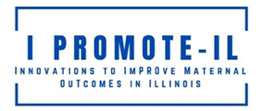 I PROMOTE-IL
INNOVATIONS TO IMPROVE MATERNAL
OUTCOMES IN ILLINOIS